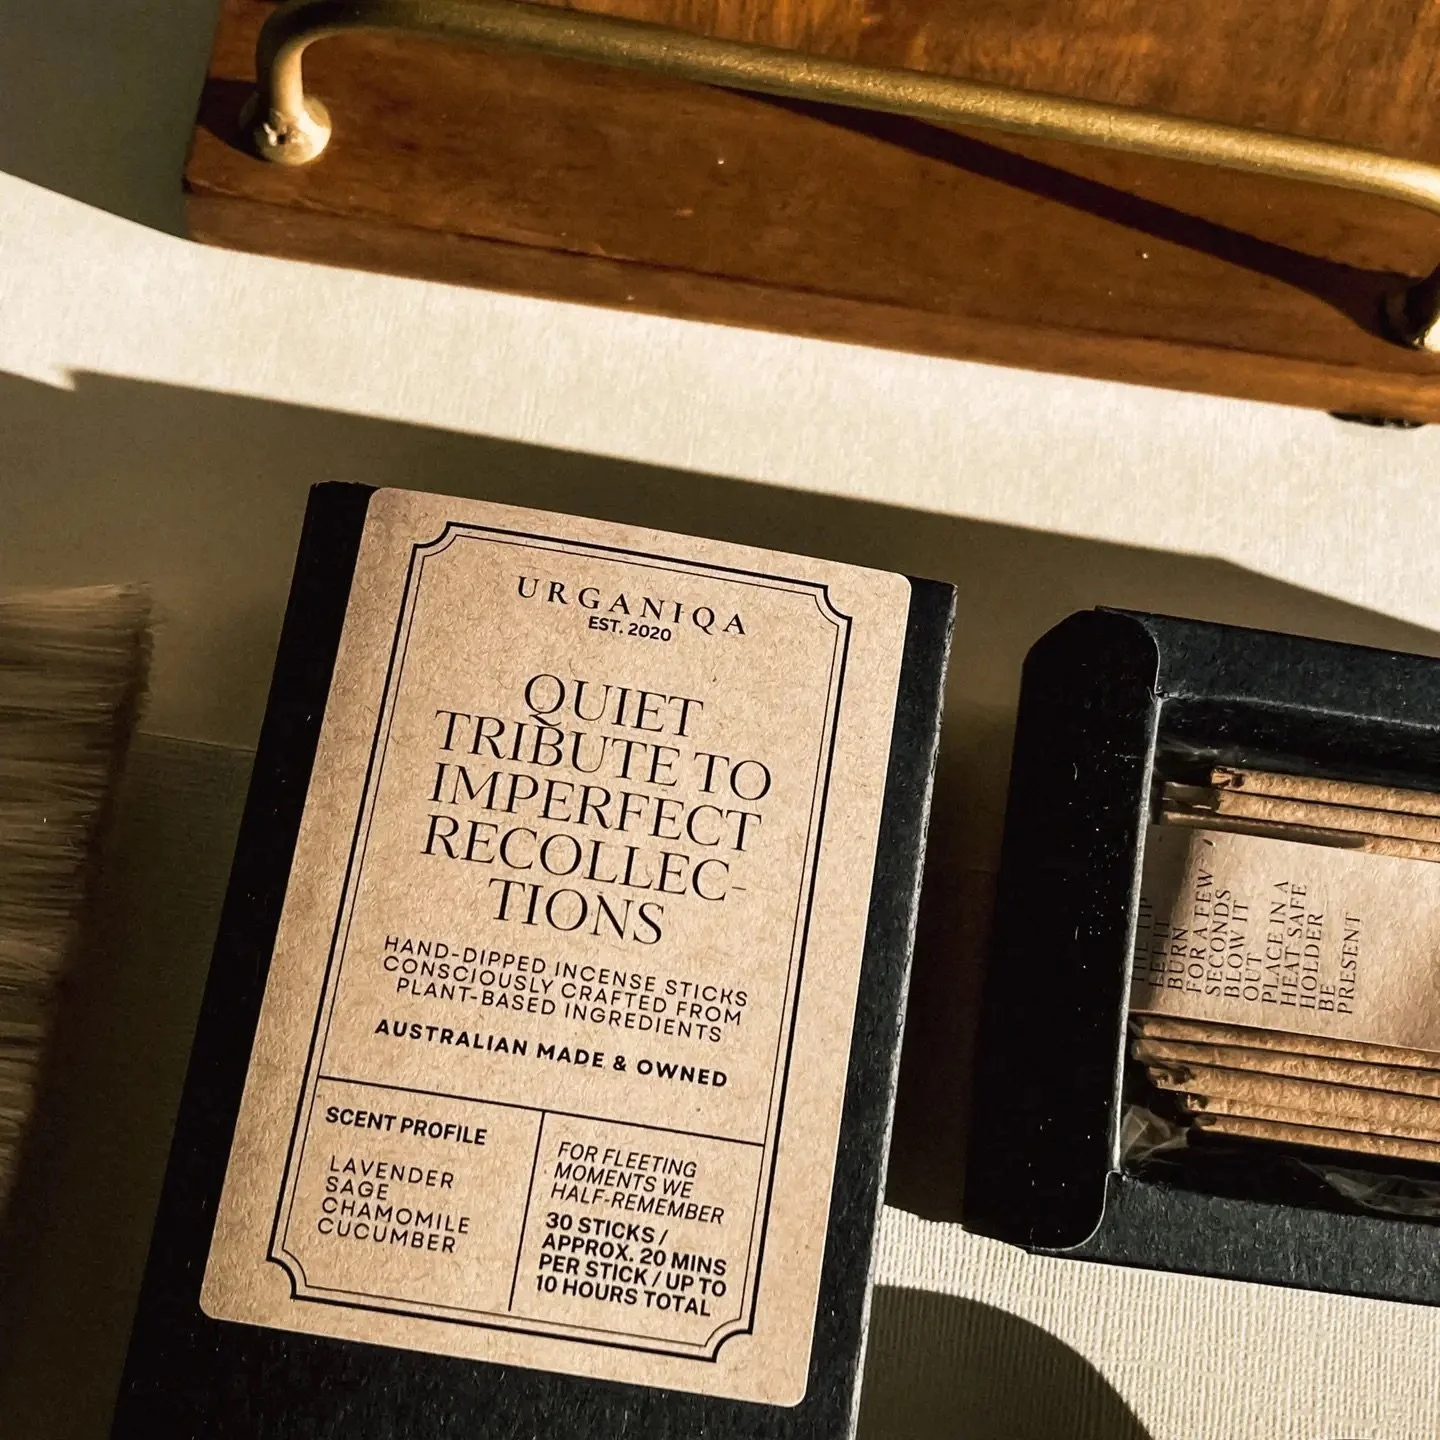 URGANIQA
EST. 2020
QUIET
TRIBUTE TO
IMPERFECT
RECOLLEC-
TIONS
HAND-DIPPED INCENSE STICKS
CONSCIOUSLY CRAFTED FROM
PLANT-BASED INGREDIENTS
AUSTRALIAN MADE & OWNED
SCENT PROFILE
LAVENDER
SAGE
CHAMOMILE
CUCUMBER
FOR FLEETING
MOMENTS WE
HALF-REMEMBER
30 STICKS /
APPROX. 20 MINS
PER STICK / UP TO
10 HOURS TOTAL
LET IT
BURN
FOR A FEW
SECONDS
BLOW IT
OUT
PLACE IN A
HEAT SAFE
HOLDER
BE
PRESENT